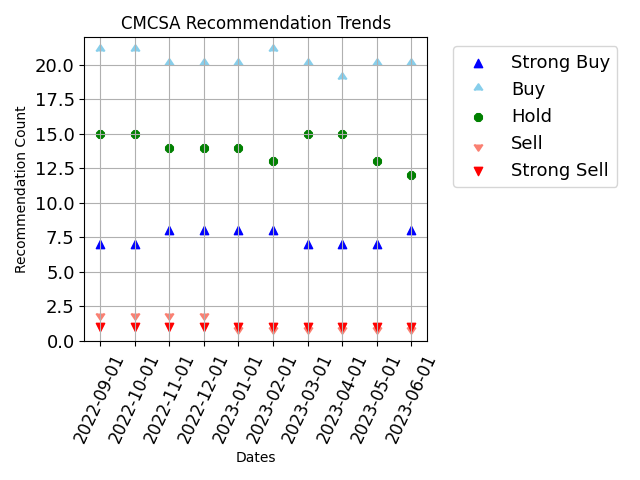 CMCSA Recommendation Trends
Recommendation Count
20.0
17.5
15.0
12.5
10.0
7.5
5.0
2.5
0.0
2022-09-01
2022-10-01
2022-11-01
2022-12-01
2023-01-01
2023-02-01
2023-03-01
2023-04-01
2023-05-01
2023-06-01
Dates
Strong Buy
Buy
Hold
Sell
Strong Sell